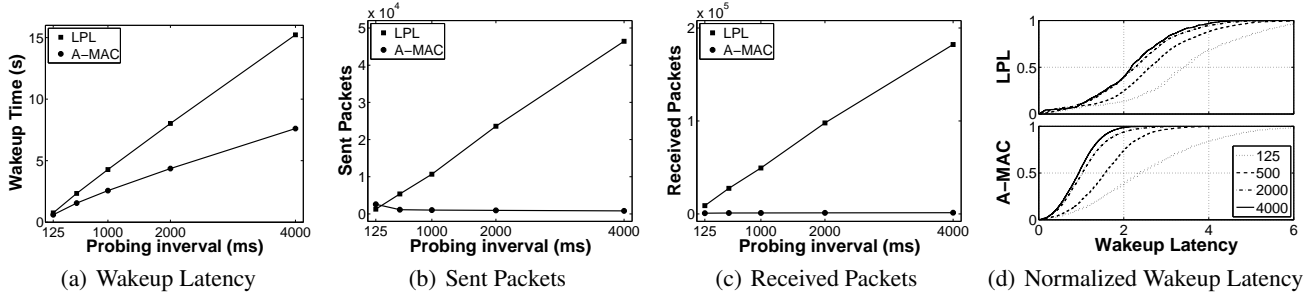 15
10
5
0
Wakeup Time (s)
LPL
A−MAC
125
1000
2000
4000
Probing inverval (ms)
(a) Wakeup Latency
x 10^4
5
4
3
2
1
0
Sent Packets
LPL
A−MAC
125
1000
2000
4000
Probing inverval (ms)
(b) Sent Packets
x 10^5
2
1
0
Received Packets
LPL
A−MAC
125
1000
2000
4000
Probing inverval (ms)
(c) Received Packets
1
0.5
0
LPL
1
0.5
0
A−MAC
125
500
2000
4000
0
2
4
6
Wakeup Latency
(d) Normalized Wakeup Latency